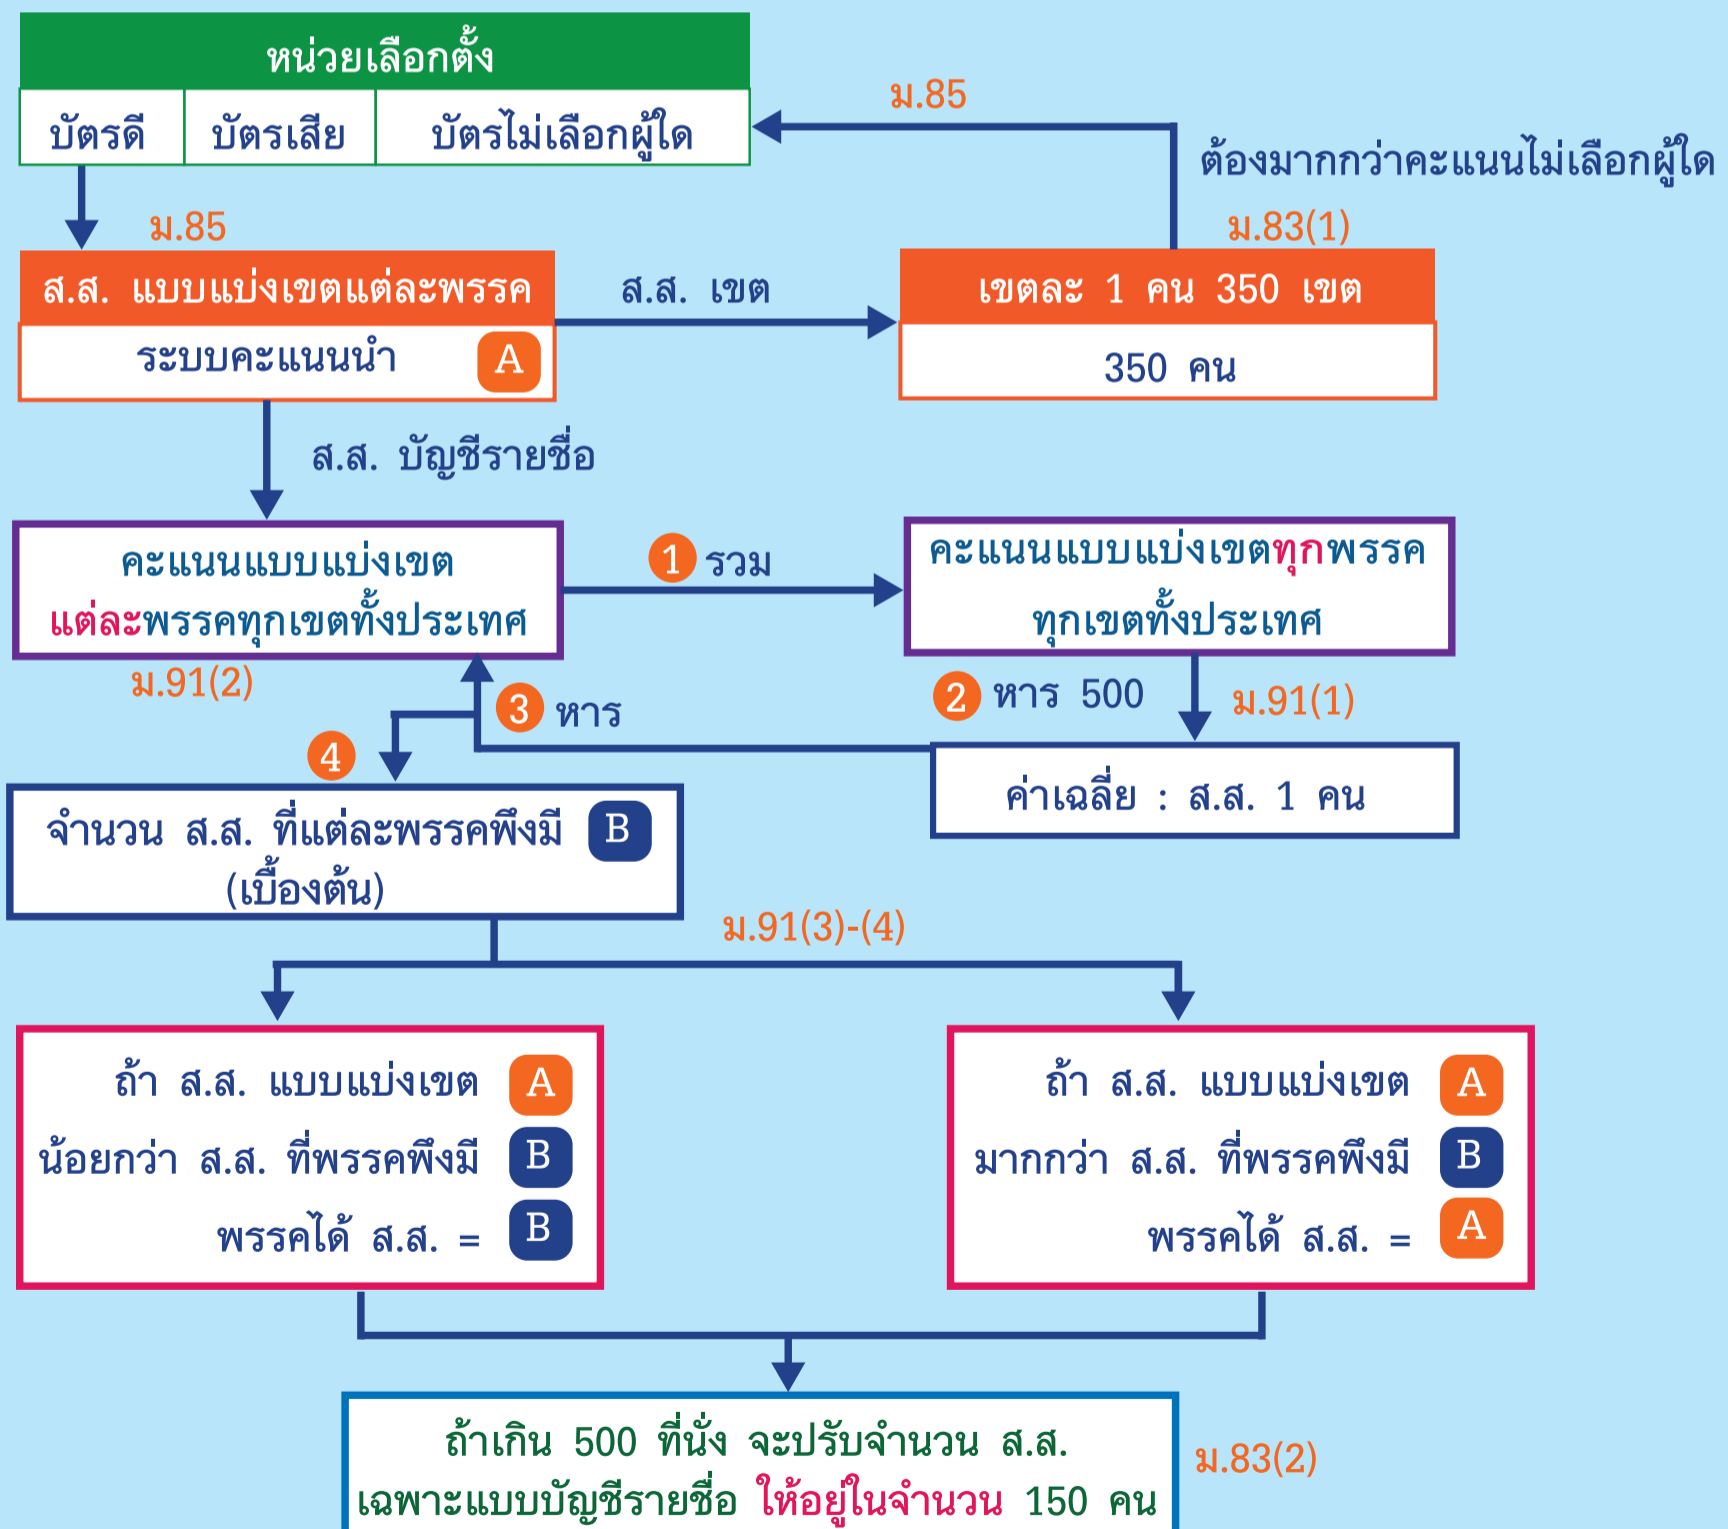 หน่วยเลือกตั้ง
บัตรดี บัตรเสีย บัตรไม่เลือกผู้ใด
ม.85
ต้องมากกว่าคะแนนไม่เลือกผู้ใด
ม.85
ม.83(1)
ส.ส. แบบแบ่งเขตแต่ละพรรค
ส.ส. เขต
เขตละ 1 คน 350 เขต
ระบบคะแนนนำ A
350 คน
ส.ส. บัญชีรายชื่อ
คะแนนแบบแบ่งเขต
แต่ละพรรคทุกเขตทั้งประเทศ
1 รวม
คะแนนแบบแบ่งเขตทุกพรรค
ทุกเขตทั้งประเทศ
ม.91(2)
3 หาร
2 หาร 500
ม.91(1)
4
ค่าเฉลี่ย : ส.ส. 1 คน
จำนวน ส.ส. ที่แต่ละพรรคพึงมี B
(เบื้องต้น)
ม.91(3)-(4)
ถ้า ส.ส. แบบแบ่งเขต A
น้อยกว่า ส.ส. ที่พรรคพึงมี B
พรรคได้ ส.ส. = B
ถ้า ส.ส. แบบแบ่งเขต A
มากกว่า ส.ส. ที่พรรคพึงมี B
พรรคได้ ส.ส. = A
ถ้าเกิน 500 ที่นั่ง จะปรับจำนวน ส.ส.
เฉพาะแบบบัญชีรายชื่อ ให้อยู่ในจำนวน 150 คน
ม.83(2)